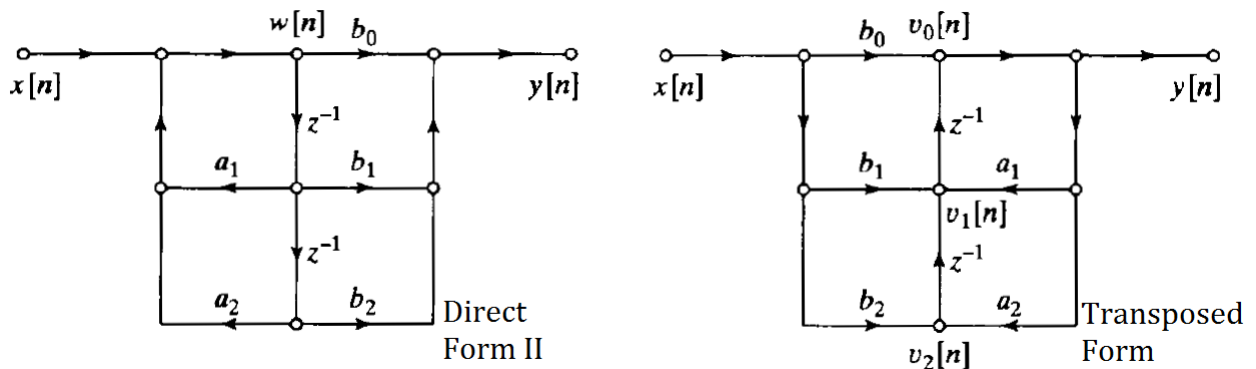 w[n] b₀
x[n] y[n]
z⁻¹
a₁ b₁
z⁻¹
a₂ b₂
Direct
Form II
b₀ v₀[n]
x[n] y[n]
z⁻¹
b₁ a₁
v₁[n]
z⁻¹
b₂ a₂
v₂[n]
Transposed
Form